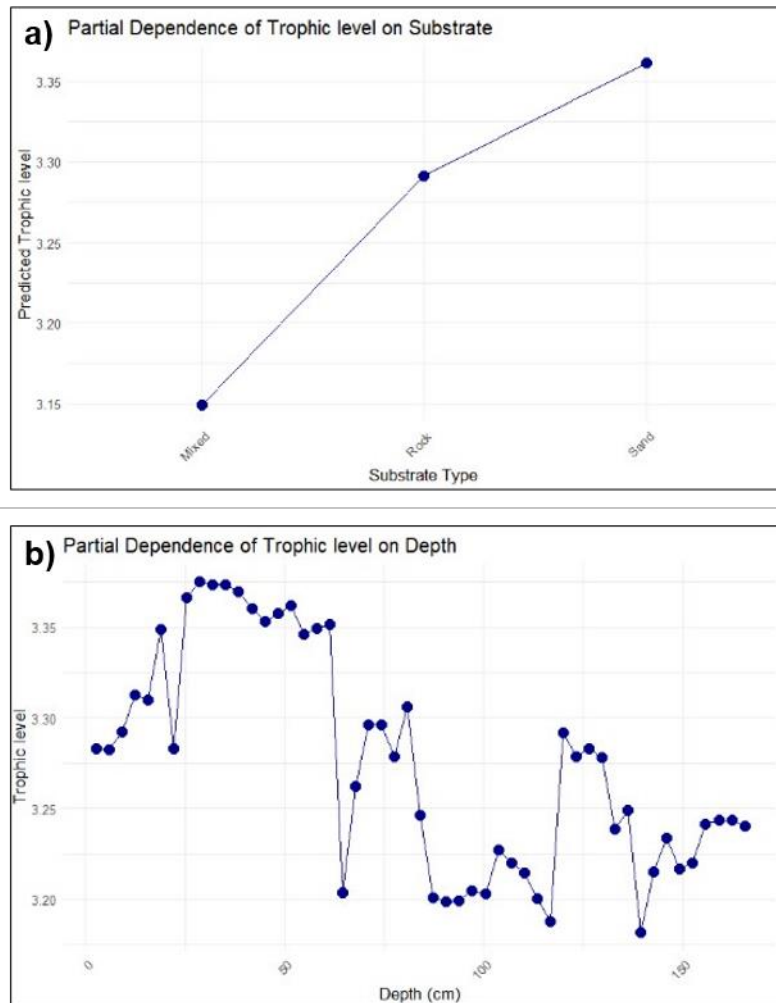 a)
Partial Dependence of Trophic level on Substrate
Predicted Trophic level
3.35
3.30
3.25
3.20
3.15
Mixed
Rock
Sand
Substrate Type
b)
Partial Dependence of Trophic level on Depth
Trophic level
3.35
3.30
3.25
3.20
0
50
100
150
Depth (cm)